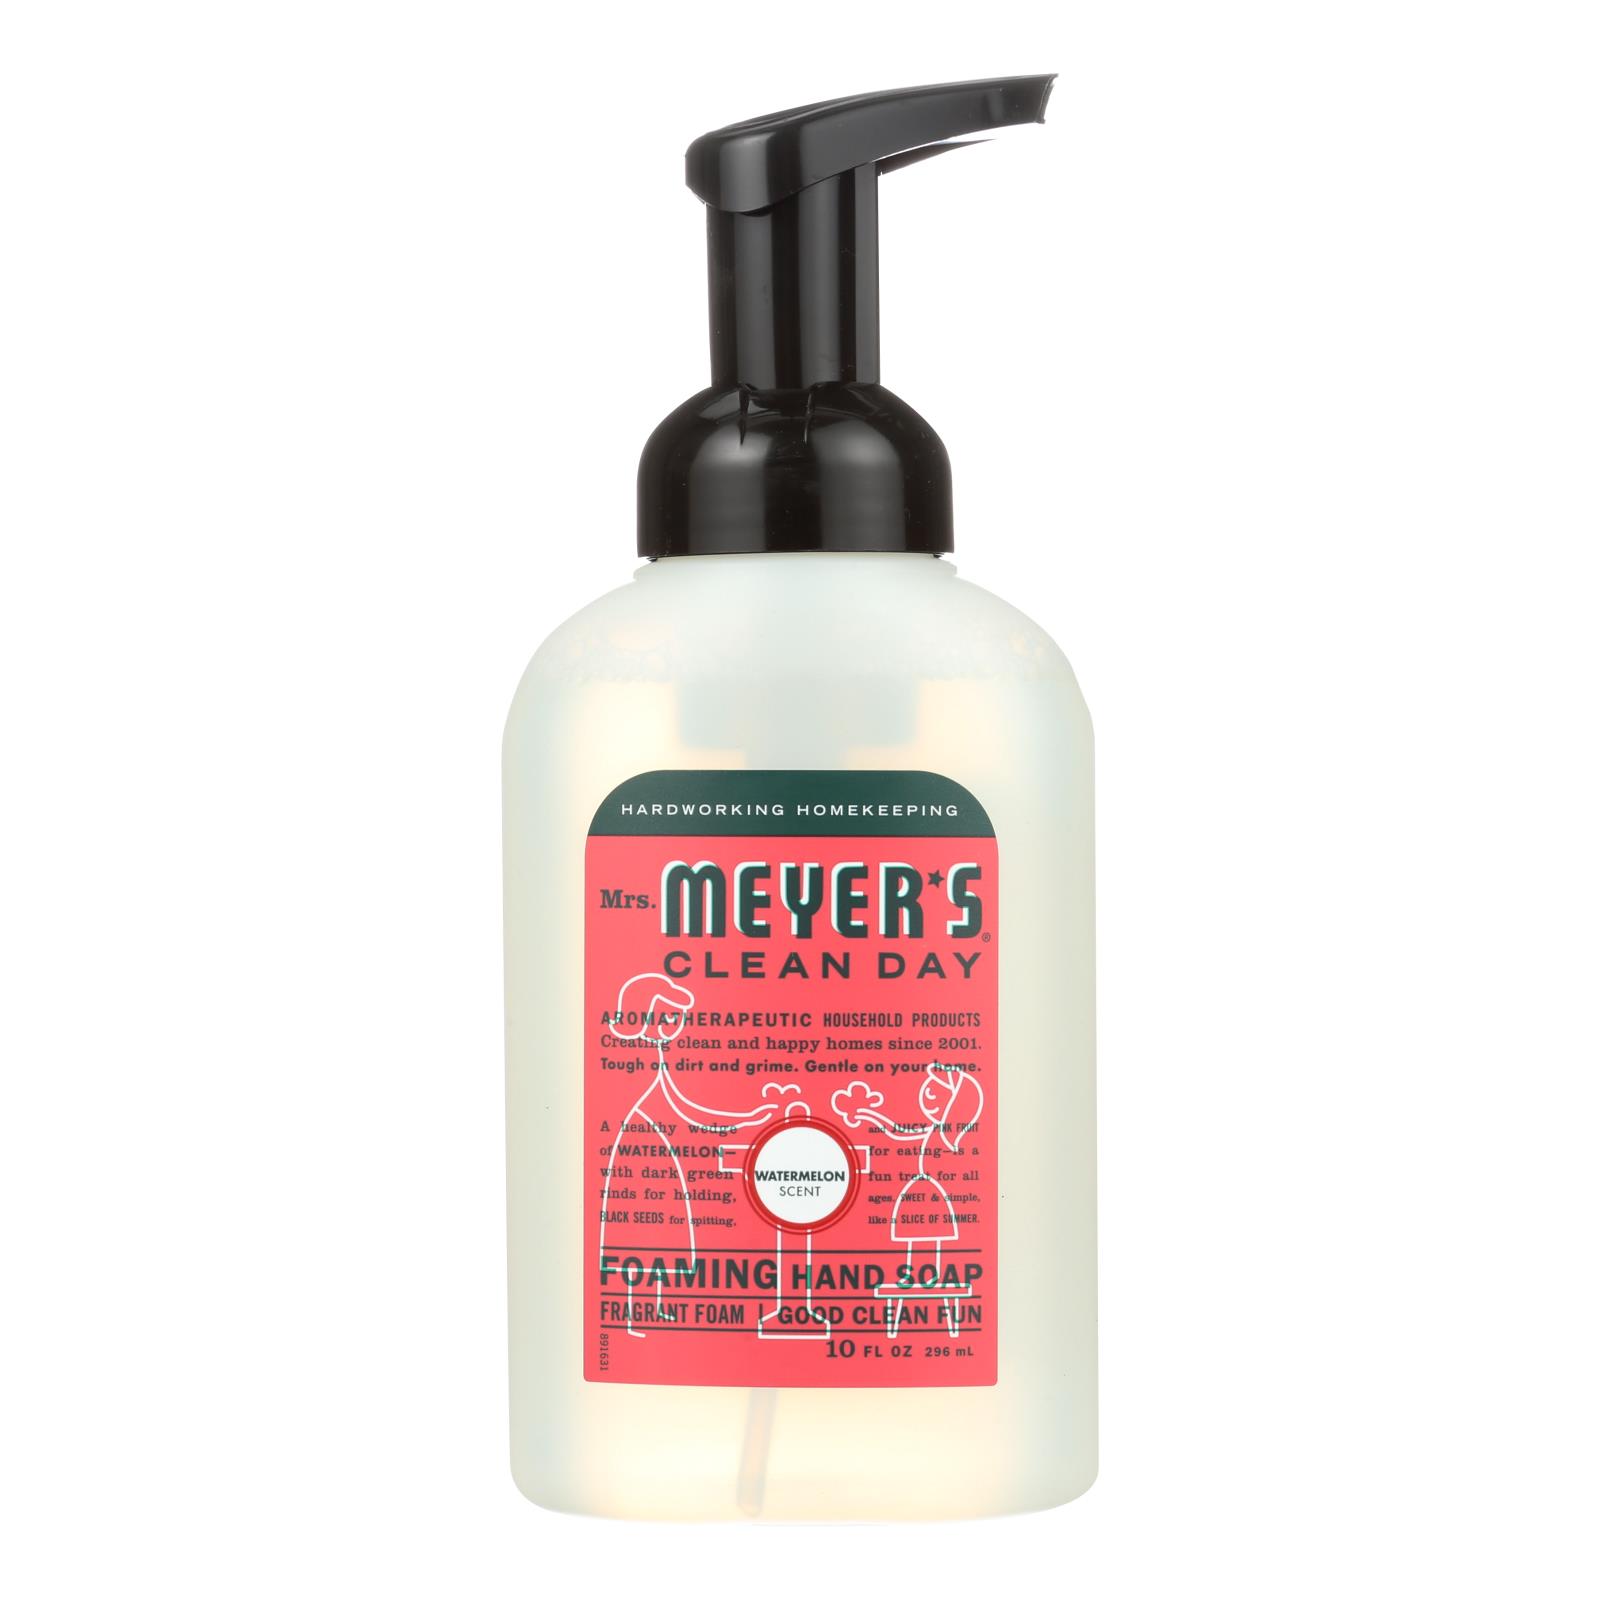 HARDWORKING HOMEKEEPING
Mrs. MEYER'S®
CLEAN DAY
AROMATHERAPEUTIC HOUSEHOLD PRODUCTS
Creating clean and happy homes since 2001.
Tough on dirt and grime. Gentle on your home.
A healthy wedge
of WATERMELON—
with dark green
rinds for holding,
BLACK SEEDS for spitting,
WATERMELON
SCENT
and JUICY PINK FRUIT
for eating—is a
fun treat for all
ages. SWEET & simple,
like a SLICE OF SUMMER.
FOAMING HAND SOAP
FRAGRANT FOAM | GOOD CLEAN FUN
10 FL OZ 296 mL
891631